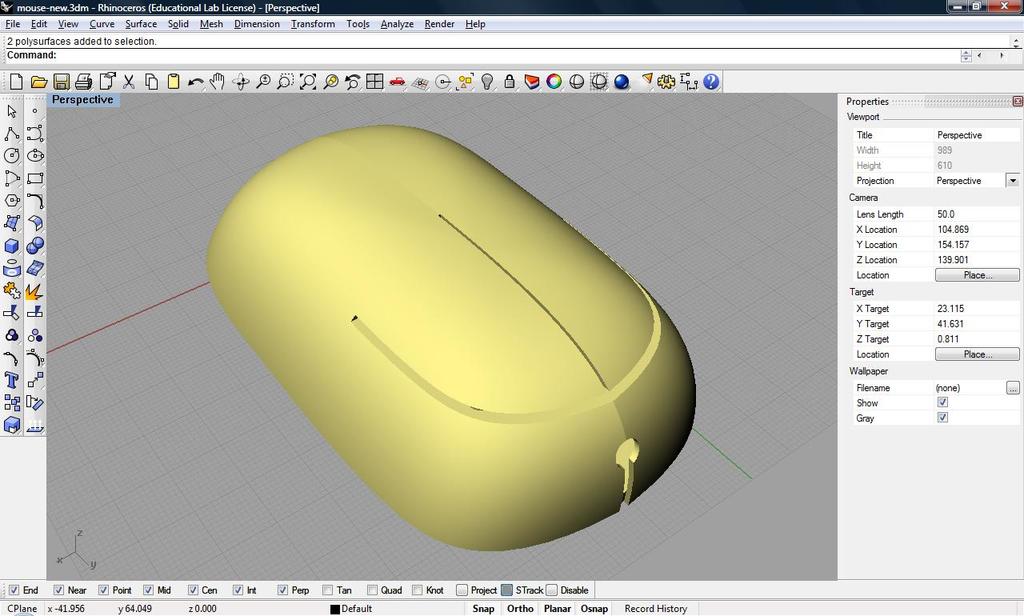 mouse-new.3dm - Rhinoceros (Educational Lab License) - [Perspective]
File Edit View Curve Surface Solid Mesh Dimension Transform Tools Analyze Render Help
2 polysurfaces added to selection.
Command:
Perspective
Properties
Viewport
Title Perspective
Width 989
Height 610
Projection Perspective
Camera
Lens Length 50.0
X Location 104.869
Y Location 154.157
Z Location 139.901
Location Place...
Target
X Target 23.115
Y Target 41.631
Z Target 0.811
Location Place...
Wallpaper
Filename (none) ...
Show
Gray
z
x y
End Near Point Mid Cen Int Perp Tan Quad Knot Project STrack Disable
CPlane x -41.956 y 64.049 z 0.000 Default Snap Ortho Planar Osnap Record History